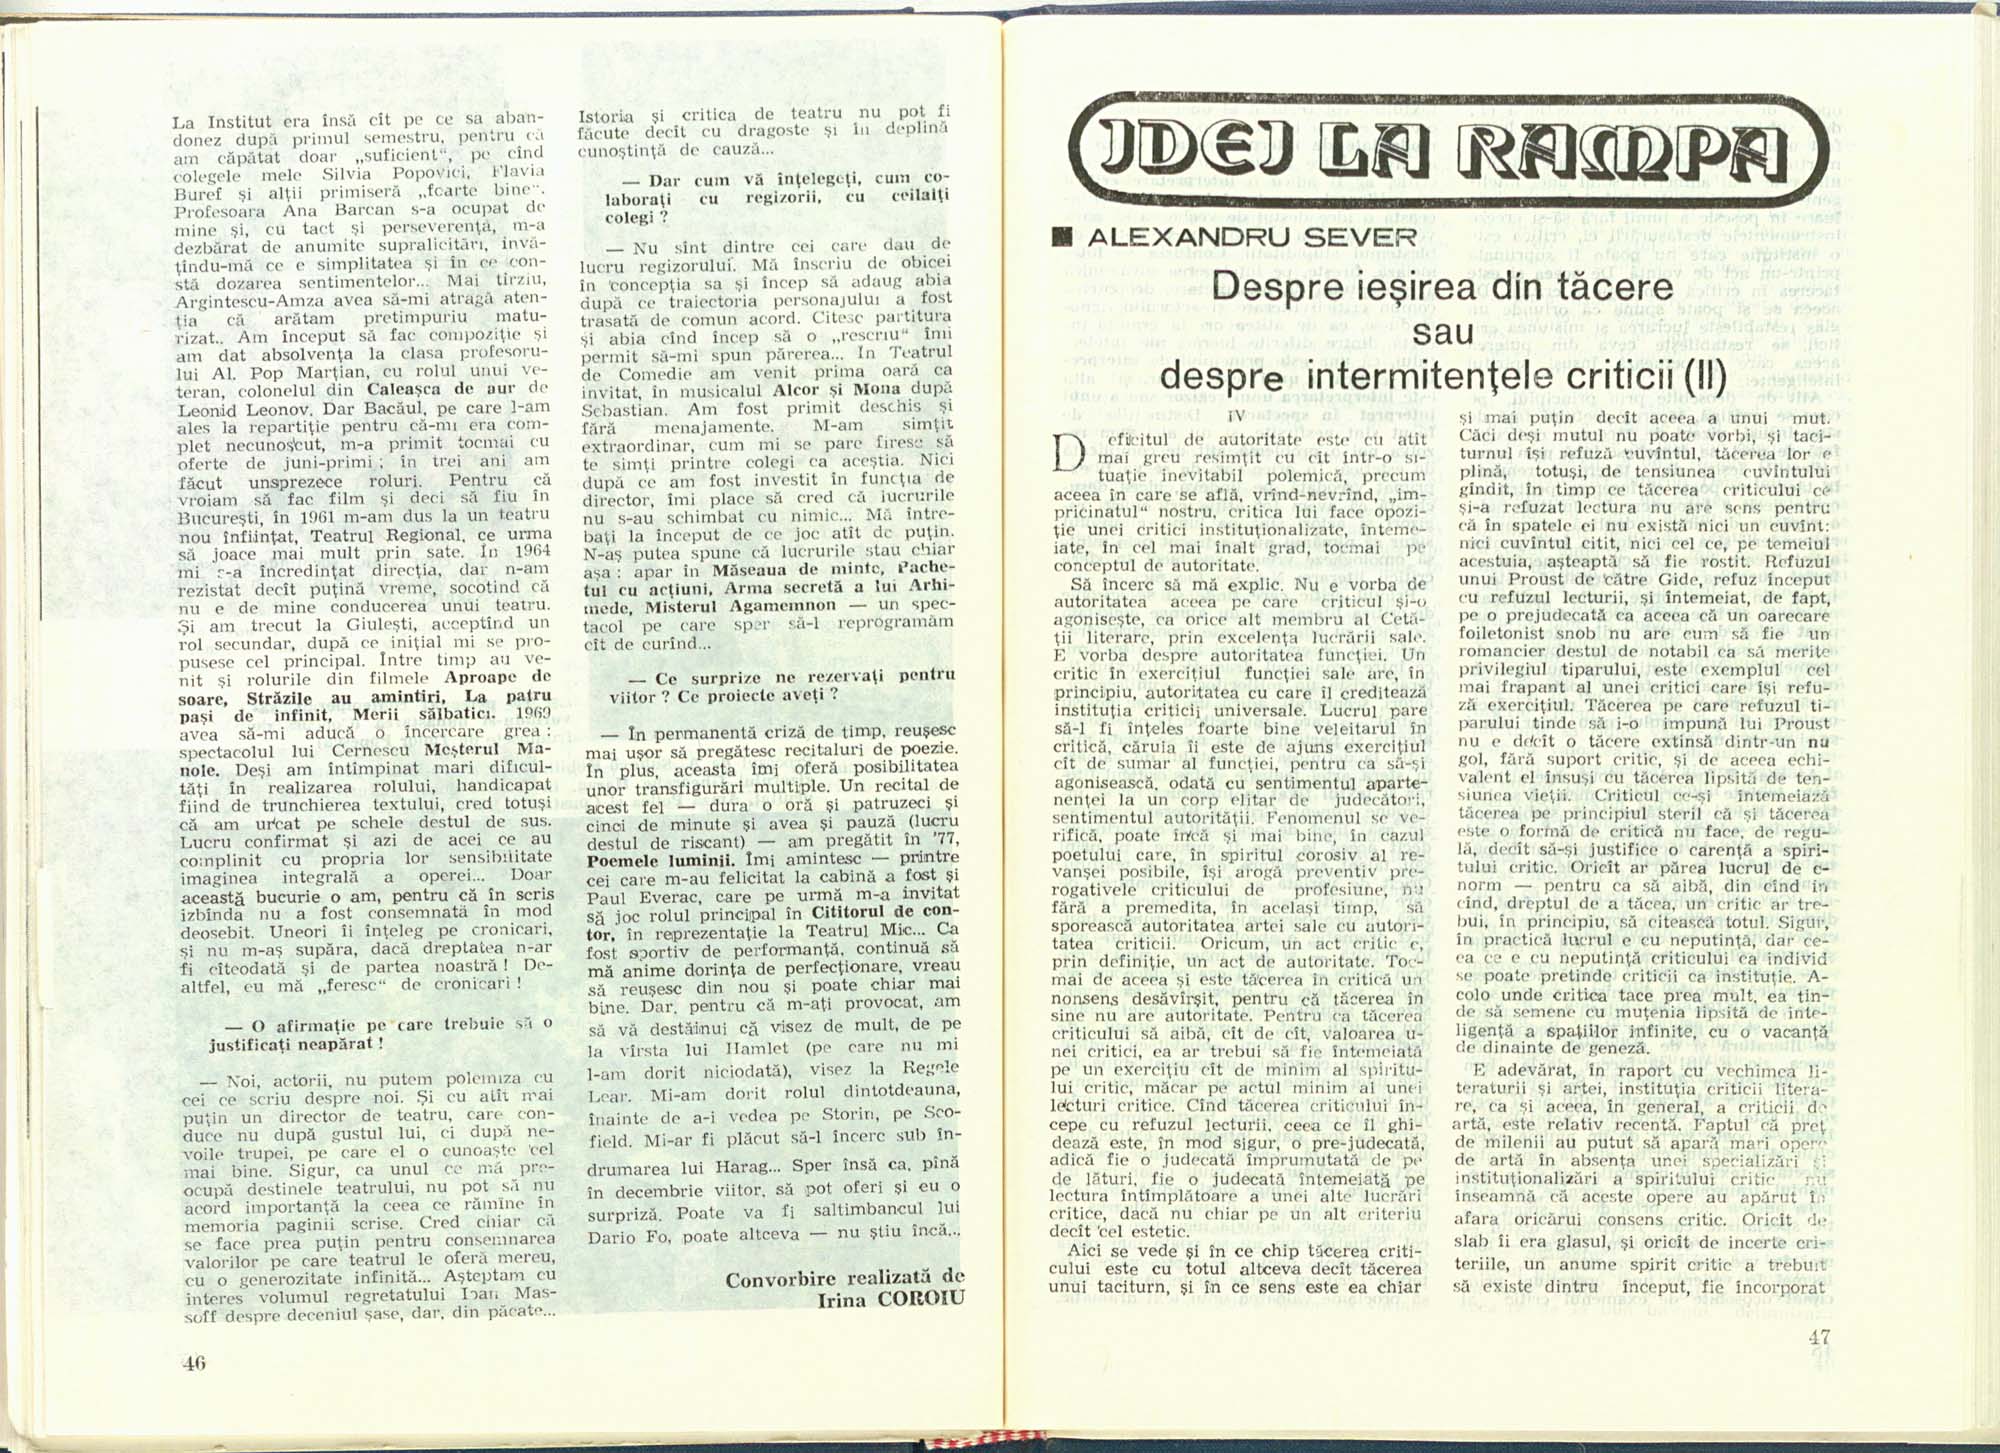 La Institut era însă cît pe ce sa aban-
donez după primul semestru, pentru că
am căpătat doar „suficient“, pe cînd
colegele mele Silvia Popovici, Flavia
Buref și alții primiseră „foarte bine“.
Profesoara Ana Barcan s-a ocupat de
mine și, cu tact și perseverență, m-a
dezbărat de anumite supralicitări, învă-
țîndu-mă ce e simplitatea și în ce con-
stă dozarea sentimentelor... Mai tîrziu,
Argintescu-Amza avea să-mi atragă aten-
ția că arătam pretimpuriu matu-
rizat.. Am început să fac compoziție și
am dat absolvența la clasa profesoru-
lui Al. Pop Marțian, cu rolul unui ve-
teran, colonelul din Caleașca de aur de
Leonid Leonov. Dar Bacăul, pe care l-am
ales la repartiție pentru că-mi era com-
plet necunoscut, m-a primit tocmai cu
oferte de juni-primi ; în trei ani am
făcut unsprezece roluri. Pentru că
vroiam să fac film și deci să fiu în
București, în 1961 m-am dus la un teatru
nou înființat, Teatrul Regional, ce urma
să joace mai mult prin sate. În 1964
mi s-a încredințat direcția, dar n-am
rezistat decît puțină vreme, socotind că
nu e de mine conducerea unui teatru.
Și am trecut la Giulești, acceptînd un
rol secundar, după ce inițial mi se pro-
pusese cel principal. Între timp au ve-
nit și rolurile din filmele Aproape de
soare, Străzile au amintiri, La patru
pași de infinit, Merii sălbatici. 1969
avea să-mi aducă o încercare grea :
spectacolul lui Cernescu Meșterul Ma-
nole. Deși am întîmpinat mari dificul-
tăți în realizarea rolului, handicapat
fiind de trunchierea textului, cred totuși
că am urcat pe schele destul de sus.
Lucru confirmat și azi de acei ce au
complinit cu propria lor sensibilitate
imaginea integrală a operei... Doar
această bucurie o am, pentru că în scris
izbînda nu a fost consemnată în mod
deosebit. Uneori îi înțeleg pe cronicari,
și nu m-aș supăra, dacă dreptatea n-ar
fi cîteodată și de partea noastră ! De-
altfel, eu mă „feresc“ de cronicari !
— O afirmație pe care trebuie să o
justificați neapărat !
— Noi, actorii, nu putem polemiza cu
cei ce scriu despre noi. Și cu atît mai
puțin un director de teatru, care con-
duce nu după gustul lui, ci după ne-
voile trupei, pe care el o cunoaște cel
mai bine. Sigur, ca unul ce mă pre-
ocupă destinele teatrului, nu pot să nu
acord importanță la ceea ce rămîne în
memoria paginii scrise. Cred chiar că
se face prea puțin pentru consemnarea
valorilor pe care teatrul le oferă mereu,
cu o generozitate infinită... Așteptam cu
interes volumul regretatului Ioan Mas-
soff despre deceniul șase, dar, din păcate...
46
Istoria și critica de teatru nu pot fi
făcute decît cu dragoste și în deplină
cunoștință de cauză...
— Dar cum vă înțelegeți, cum co-
laborați cu regizorii, cu ceilalți
colegi ?
— Nu sînt dintre cei care dau de
lucru regizorului. Mă înscriu de obicei
în concepția sa și încep să adaug abia
după ce traiectoria personajului a fost
trasată de comun acord. Citesc partitura
și abia cînd încep să o „rescriu“ îmi
permit să-mi spun părerea... În Teatrul
de Comedie am venit prima oară ca
invitat, în musicalul Alcor și Mona după
Sebastian. Am fost primit deschis și
fără menajamente. M-am simțit
extraordinar, cum mi se pare firesc să
te simți printre colegi ca aceștia. Nici
după ce am fost investit în funcția de
director, îmi place să cred că lucrurile
nu s-au schimbat cu nimic... Mă între-
bați la început de ce joc atît de puțin.
N-aș putea spune că lucrurile stau chiar
așa : apar în Măseaua de minte, Pache-
tul cu acțiuni, Arma secretă a lui Arhi-
mede, Misterul Agamemnon — un spec-
tacol pe care sper să-l reprogramăm
cît de curînd...
— Ce surprize ne rezervați pentru
viitor ? Ce proiecte aveți ?
— În permanentă criză de timp, reușesc
mai ușor să pregătesc recitaluri de poezie.
În plus, aceasta îmi oferă posibilitatea
unor transfigurări multiple. Un recital de
acest fel — dura o oră și patruzeci și
cinci de minute și avea și pauză (lucru
destul de riscant) — am pregătit în '77,
Poemele luminii. Îmi amintesc — printre
cei care m-au felicitat la cabină a fost și
Paul Everac, care pe urmă m-a invitat
să joc rolul principal în Cititorul de con-
tor, în reprezentație la Teatrul Mic... Ca
fost sportiv de performanță, continuă să
mă anime dorința de perfecționare, vreau
să reușesc din nou și poate chiar mai
bine. Dar, pentru că m-ați provocat, am
să vă destăinui că visez de mult, de pe
la vîrsta lui Hamlet (pe care nu mi
l-am dorit niciodată), visez la Regele
Lear. Mi-am dorit rolul dintotdeauna,
înainte de a-i vedea pe Storin, pe Sco-
field. Mi-ar fi plăcut să-l încerc sub în-
drumarea lui Harag... Sper însă ca, pînă
în decembrie viitor, să pot oferi și eu o
surpriză. Poate va fi saltimbancul lui
Dario Fo, poate altceva — nu știu încă...
Convorbire realizată de
Irina COROIU
IDEI LA RAMPA
■ ALEXANDRU SEVER
Despre ieșirea din tăcere
sau
despre intermitențele criticii (II)
IV
Deficitul de autoritate este cu atît
mai greu resimțit cu cît într-o si-
tuație inevitabil polemică, precum
aceea în care se află, vrînd-nevrînd, „im-
pricinatul“ nostru, critica lui face opozi-
ție unei critici instituționalizate, înteme-
iate, în cel mai înalt grad, tocmai pe
conceptul de autoritate.
Să încerc să mă explic. Nu e vorba de
autoritatea aceea pe care criticul și-o
agonisește, ca orice alt membru al Cetă-
ții literare, prin excelența lucrării sale.
E vorba despre autoritatea funcției. Un
critic în exercițiul funcției sale are, în
principiu, autoritatea cu care îl creditează
instituția criticii universale. Lucrul pare
să-l fi înțeles foarte bine veleitarul în
critică, căruia îi este de ajuns exercițiul
cît de sumar al funcției, pentru ca să-și
agonisească, odată cu sentimentul aparte-
nenței la un corp elitar de judecători,
sentimentul autorității. Fenomenul se ve-
rifică, poate încă și mai bine, în cazul
poetului care, în spiritul corosiv al re-
vanșei posibile, își arogă preventiv pre-
rogativele criticului de profesiune, nu
fără a premedita, în același timp, să
sporească autoritatea artei sale cu autori-
tatea criticii. Oricum, un act critic e,
prin definiție, un act de autoritate. Toc-
mai de aceea și este tăcerea în critică un
nonsens desăvîrșit, pentru că tăcerea în
sine nu are autoritate. Pentru ca tăcerea
criticului să aibă, cît de cît, valoarea u-
nei critici, ea ar trebui să fie întemeiată
pe un exercițiu cît de minim al spiritu-
lui critic, măcar pe actul minim al unei
lecturi critice. Cînd tăcerea criticului în-
cepe cu refuzul lecturii, ceea ce îl ghi-
dează este, în mod sigur, o pre-judecată,
adică fie o judecată împrumutată de pe
de lături, fie o judecată întemeiată pe
lectura întîmplătoare a unei alte lucrări
critice, dacă nu chiar pe un alt criteriu
decît cel estetic.
Aici se vede și în ce chip tăcerea criti-
cului este cu totul altceva decît tăcerea
unui taciturn, și în ce sens este ea chiar
și mai puțin decît aceea a unui mut.
Căci deși mutul nu poate vorbi, și taci-
turnul își refuză cuvîntul, tăcerea lor e
plină, totuși, de tensiunea cuvîntului
gîndit, în timp ce tăcerea criticului ce
și-a refuzat lectura nu are sens pentru
că în spatele ei nu există nici un cuvînt:
nici cuvîntul citit, nici cel ce, pe temeiul
acestuia, așteaptă să fie rostit. Refuzul
unui Proust de către Gide, refuz început
cu refuzul lecturii, și întemeiat, de fapt,
pe o prejudecată ca aceea că un oarecare
foiletonist snob nu are cum să fie un
romancier destul de notabil ca să merite
privilegiul tiparului, este exemplul cel
mai frapant al unei critici care își refu-
ză exercițiul. Tăcerea pe care refuzul ti-
parului tinde să i-o impună lui Proust
nu e decît o tăcere extinsă dintr-un nu
gol, fără suport critic, și de aceea echi-
valent el însuși cu tăcerea lipsită de ten-
siunea vieții. Criticul ce-și întemeiază
tăcerea pe principiul steril că și tăcerea
este o formă de critică nu face, de regu-
lă, decît să-și justifice o carență a spiri-
tului critic. Oricît ar părea lucrul de e-
norm — pentru ca să aibă, din cînd în
cînd, dreptul de a tăcea, un critic ar tre-
bui, în principiu, să citească totul. Sigur,
în practică lucrul e cu neputință, dar ce-
ea ce e cu neputință criticului ca individ
se poate pretinde criticii ca instituție. A-
colo unde critica tace prea mult, ea tin-
de să semene cu muțenia lipsită de inte-
ligență a spațiilor infinite, cu o vacanță
de dinainte de geneză.
E adevărat, în raport cu vechimea li-
teraturii și artei, instituția criticii litera-
re, ca și aceea, în general, a criticii de
artă, este relativ recentă. Faptul că preț
de milenii au putut să apară mari opere
de artă în absența unei specializări și
instituționalizări a spiritului critic nu
înseamnă că aceste opere au apărut în
afara oricărui consens critic. Oricît de
slab îi era glasul, și oricît de incerte cri-
teriile, un anume spirit critic a trebuit
să existe dintru început, fie încorporat
47